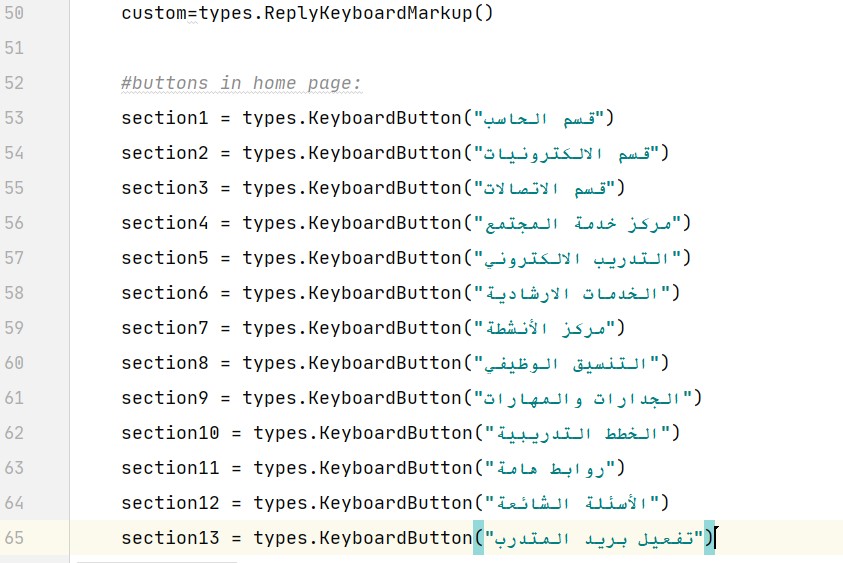 50 custom=types.ReplyKeyboardMarkup()
51
52 #buttons in home page:
53 section1 = types.KeyboardButton("قسم الحاسب")
54 section2 = types.KeyboardButton("قسم الالكترونيات")
55 section3 = types.KeyboardButton("قسم الاتصالات")
56 section4 = types.KeyboardButton("مركز خدمة المجتمع")
57 section5 = types.KeyboardButton("التدريب الالكتروني")
58 section6 = types.KeyboardButton("الخدمات الارشادية")
59 section7 = types.KeyboardButton("مركز الأنشطة")
60 section8 = types.KeyboardButton("التنسيق الوظيفي")
61 section9 = types.KeyboardButton("الجدارات والمهارات")
62 section10 = types.KeyboardButton("الخطط التدريبية")
63 section11 = types.KeyboardButton("روابط هامة")
64 section12 = types.KeyboardButton("الأسئلة الشائعة")
65 section13 = types.KeyboardButton("تفعيل بريد المتدرب")